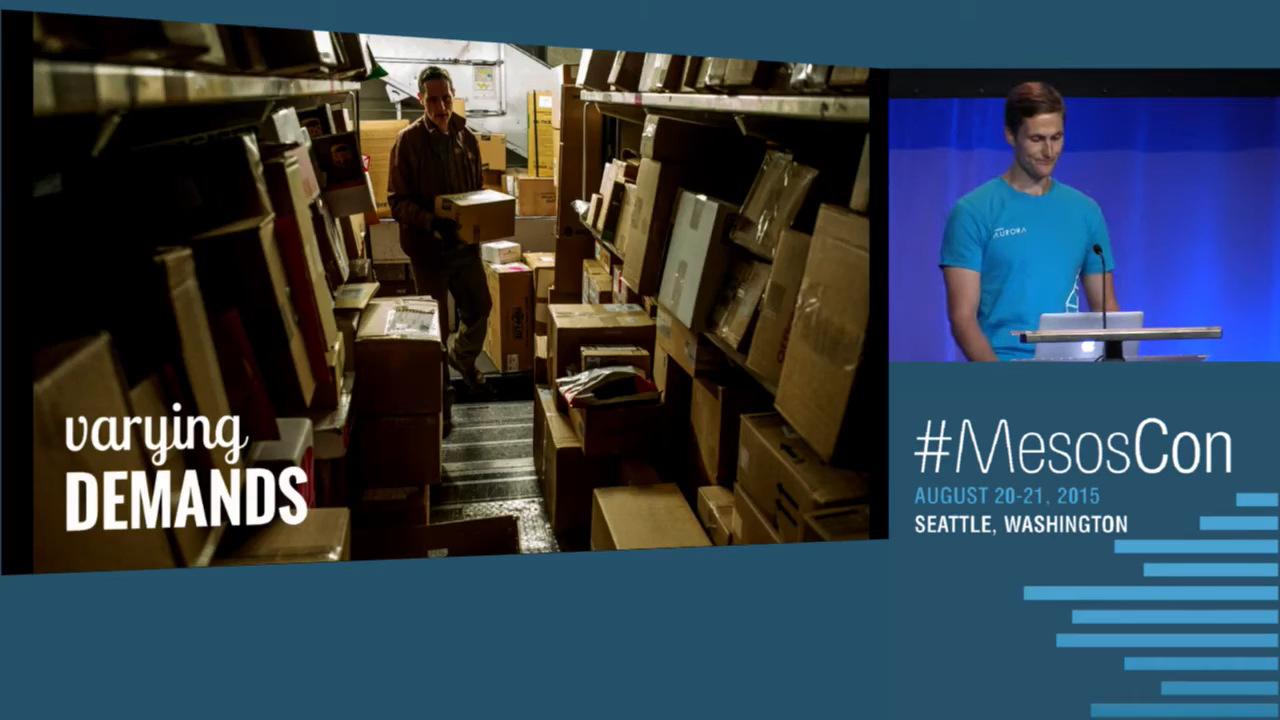 varying
DEMANDS
AURORA
#MesosCon
AUGUST 20-21, 2015
SEATTLE, WASHINGTON